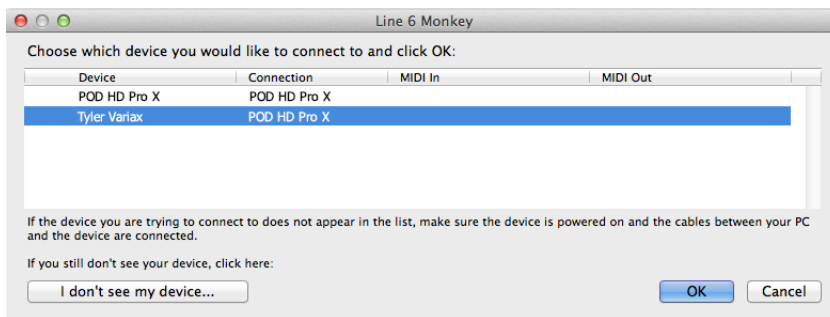 Line 6 Monkey
Choose which device you would like to connect to and click OK:
Device Connection MIDI In MIDI Out
POD HD Pro X POD HD Pro X
Tyler Variax POD HD Pro X
If the device you are trying to connect to does not appear in the list, make sure the device is powered on and the cables between your PC
and the device are connected.
If you still don't see your device, click here:
I don't see my device... OK Cancel